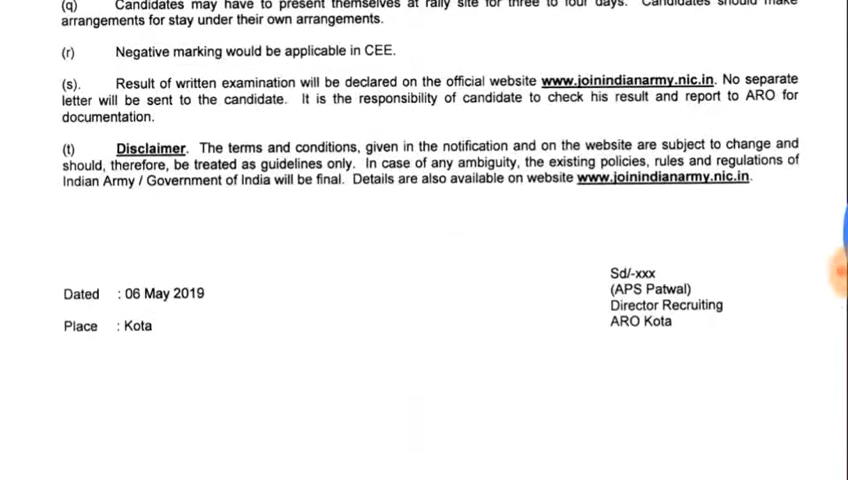 (q) Candidates may have to present themselves at rally site for three to four days. Candidates should make
arrangements for stay under their own arrangements.
(r) Negative marking would be applicable in CEE.
(s). Result of written examination will be declared on the official website www.joinindianarmy.nic.in. No separate
letter will be sent to the candidate. It is the responsibility of candidate to check his result and report to ARO for
documentation.
(t) Disclaimer. The terms and conditions, given in the notification and on the website are subject to change and
should, therefore, be treated as guidelines only. In case of any ambiguity, the existing policies, rules and regulations of
Indian Army / Government of India will be final. Details are also available on website www.joinindianarmy.nic.in.
Sd/-xxx
Dated : 06 May 2019 (APS Patwal)
Director Recruiting
Place : Kota ARO Kota